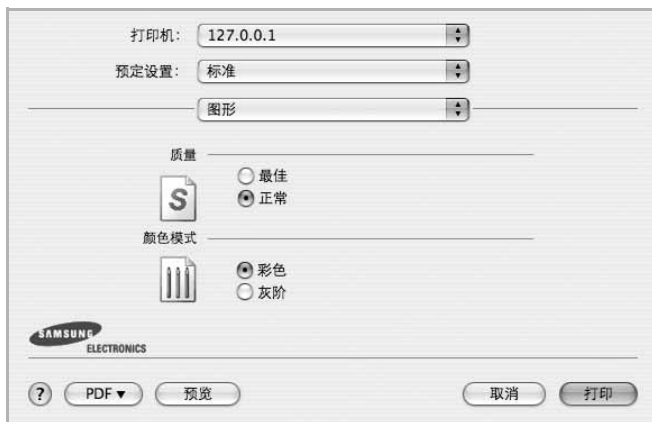 打印机： 127.0.0.1
预定设置： 标准
图形
质量
最佳
正常
S
颜色模式
彩色
灰阶
SAMSUNG
ELECTRONICS
? PDF▼ 预览 取消 打印